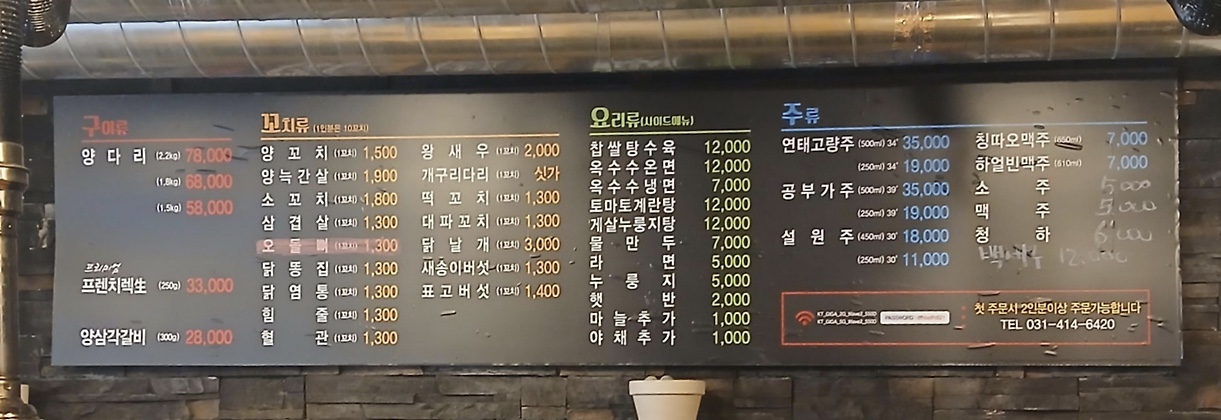 구이류
양 다 리 (2.2kg) 78,000
(1.8kg) 68,000
(1.5kg) 58,000
프리미엄
프렌치렉生 (250g) 33,000
양삼각갈비 (300g) 28,000
꼬치류 (1인분은 10꼬치)
양 꼬 치 (1꼬치) 1,500
양늑간살 (1꼬치) 1,900
소 꼬 치 (1꼬치) 1,800
삼 겹 살 (1꼬치) 1,300
오 돌 뼈 (1꼬치) 1,300
닭 똥 집 (1꼬치) 1,300
닭 염 통 (1꼬치) 1,300
힘 줄 (1꼬치) 1,300
혈 관 (1꼬치) 1,300
왕 새 우 (1꼬치) 2,000
개구리다리 (1꼬치) 싯가
떡 꼬 치 (1꼬치) 1,300
대파꼬치 (1꼬치) 1,300
닭 날 개 (1꼬치) 3,000
새송이버섯 (1꼬치) 1,300
표고버섯 (1꼬치) 1,400
요리류(사이드메뉴)
찹쌀탕수육 12,000
옥수수온면 12,000
옥수수냉면 7,000
토마토계란탕 12,000
게살누룽지탕 12,000
물 만 두 7,000
라 면 5,000
누 룽 지 5,000
햇 반 2,000
마늘추가 1,000
야채추가 1,000
주류
연태고량주 (500ml) 34˚ 35,000
(250ml) 34˚ 19,000
공부가주 (500ml) 39˚ 35,000
(250ml) 39˚ 19,000
설 원 주 (450ml) 30˚ 18,000
(250ml) 30˚ 11,000
칭따오맥주 (650ml) 7,000
하얼빈맥주 (610ml) 7,000
소 주 5,000
맥 주 5,000
청 하 6,000
백세주 12,000
KT_GIGA_2G_Wave2_
KT_GIGA_5G_Wave2_
PASSWORD
첫 주문서 2인분이상 주문가능합니다
TEL 031-414-6420